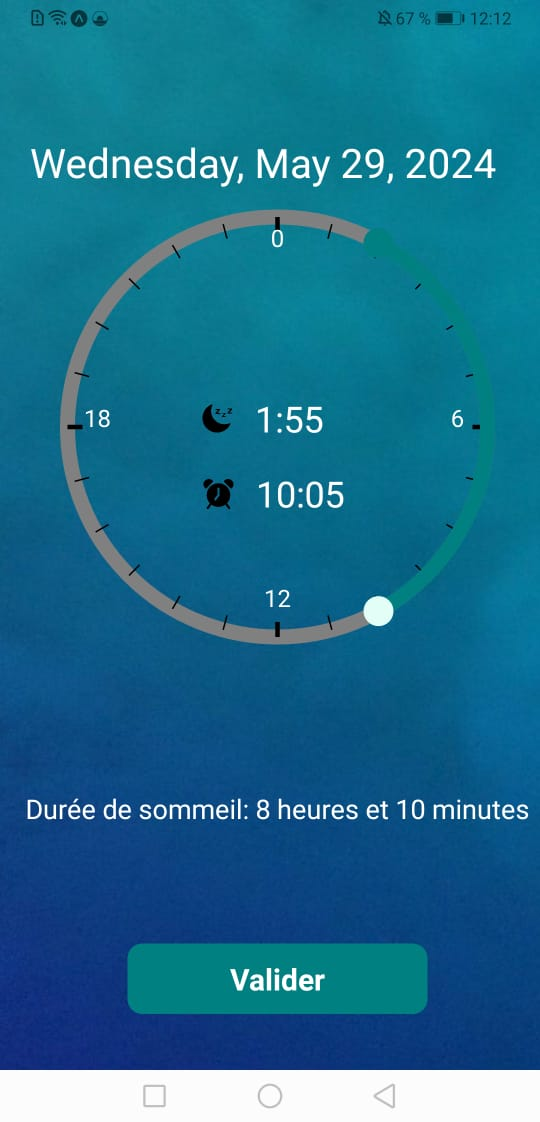 67 % 12:12
Wednesday, May 29, 2024
0
zzz 1:55
18
6
10:05
12
Durée de sommeil: 8 heures et 10 minutes
Valider